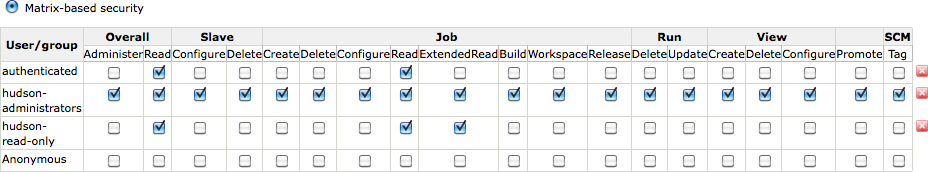 Matrix-based security
User/group Overall Slave Job Run View SCM
Administer Read Configure Delete Create Delete Configure Read ExtendedRead Build Workspace Release Delete Update Create Delete Configure Promote Tag
authenticated
hudson-
administrators
hudson-
read-only
Anonymous